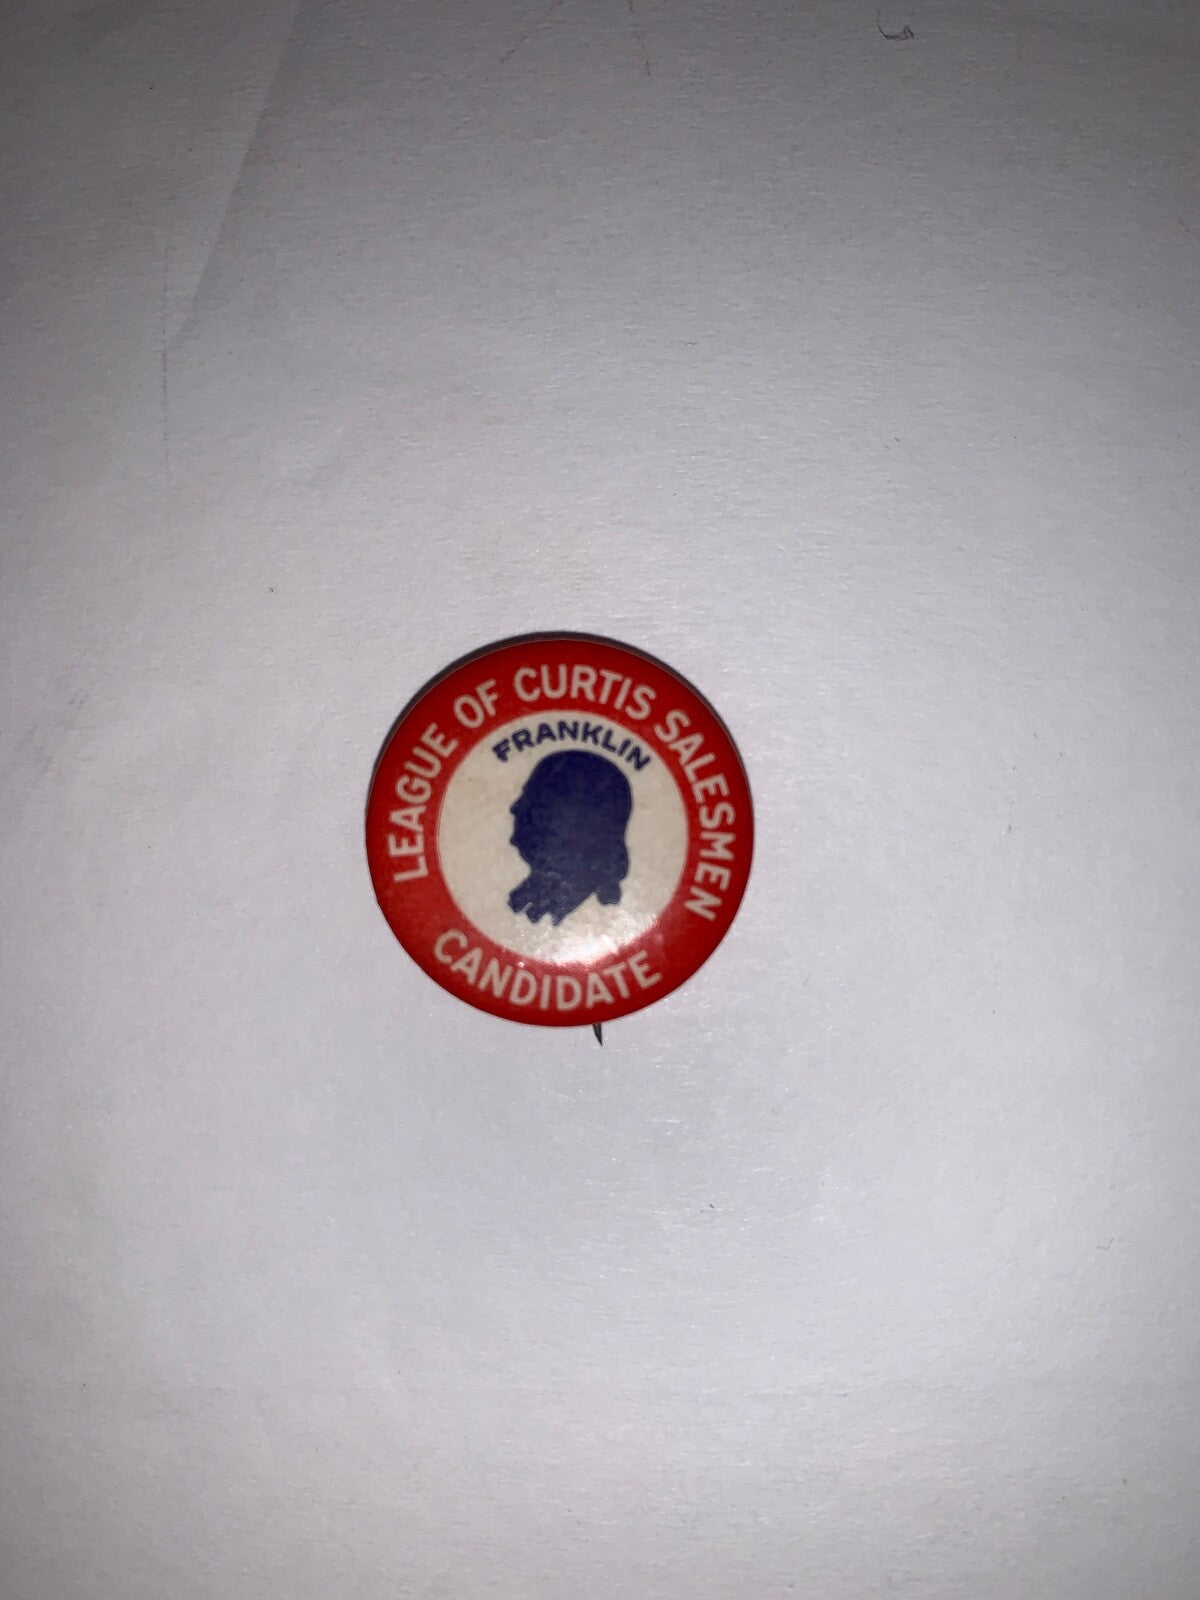 LEAGUE OF CURTIS SALESMEN
FRANKLIN
CANDIDATE